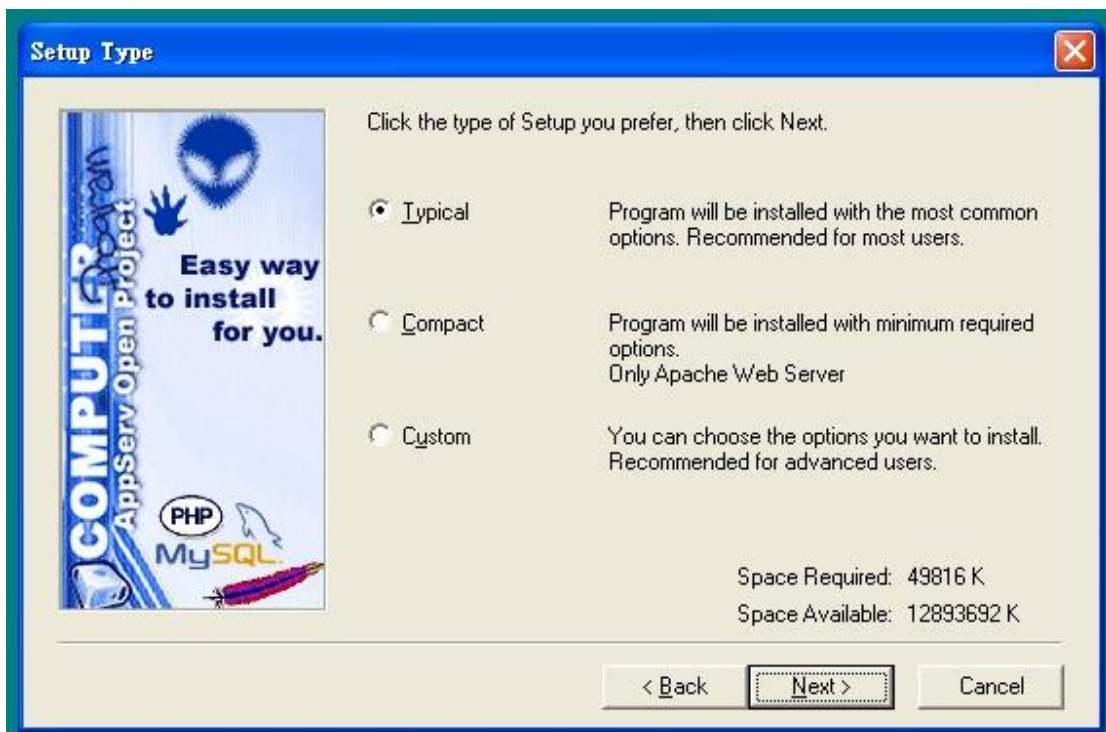 Setup Type
Click the type of Setup you prefer, then click Next.
Typical
Program will be installed with the most common
options. Recommended for most users.
Compact
Program will be installed with minimum required
options.
Only Apache Web Server
Custom
You can choose the options you want to install.
Recommended for advanced users.
COMPUTER
Program
AppServ Open Project
Easy way
to install
for you.
PHP
MySQL
Space Required: 49816 K
Space Available: 12893692 K
< Back
Next >
Cancel